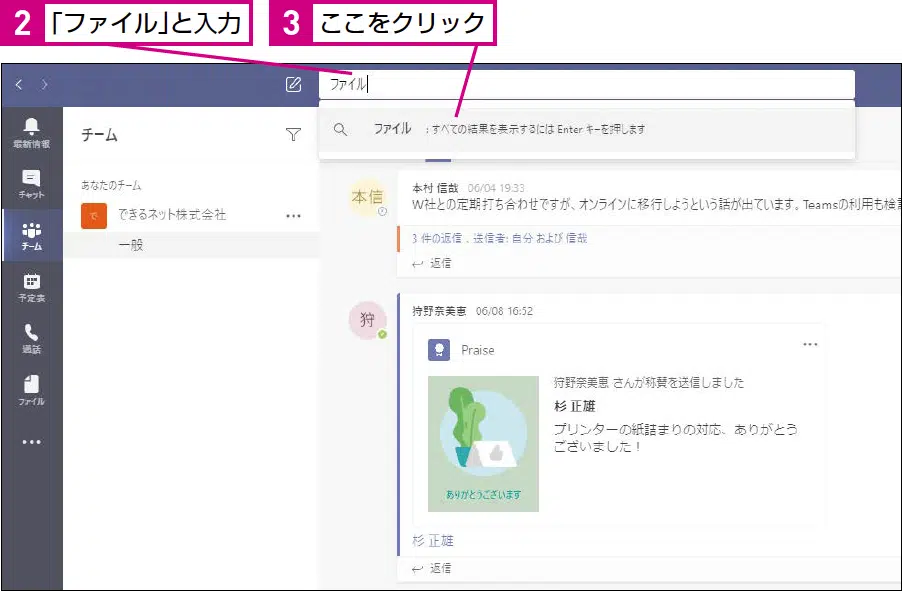 2 「ファイル」と入力
3 ここをクリック
ファイル
ファイル : すべての結果を表示するには Enter キーを押します
最新情報
チャット
チーム
予定表
通話
ファイル
チーム
あなたのチーム
で できるネット株式会社
一般
本信
本村 信哉 06/04 19:33
W社との定期打ち合わせですが、オンラインに移行しようという話が出ています。Teamsの利用も検
3 件の返信 、送信者: 自分 および 信哉
返信
狩
狩野奈美恵 06/08 16:52
Praise
ありがとうございます
狩野奈美恵 さんが称賛を送信しました
杉 正雄
プリンターの紙詰まりの対応、ありがとう
ございました！
杉 正雄
返信